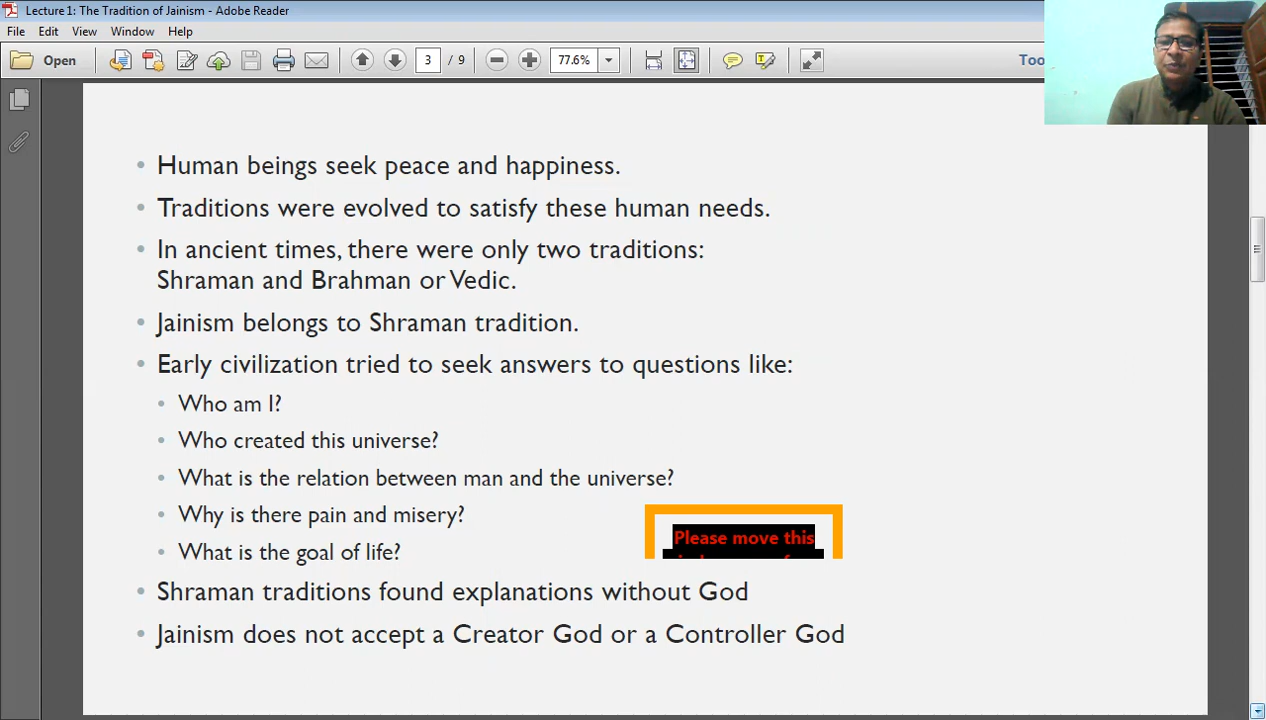 Lecture 1: The Tradition of Jainism - Adobe Reader
File Edit View Window Help
Open 3 / 9 77.6%
• Human beings seek peace and happiness.
• Traditions were evolved to satisfy these human needs.
• In ancient times, there were only two traditions:
Shraman and Brahman or Vedic.
• Jainism belongs to Shraman tradition.
• Early civilization tried to seek answers to questions like:
• Who am I?
• Who created this universe?
• What is the relation between man and the universe?
• Why is there pain and misery?
Please move this
• What is the goal of life?
• Shraman traditions found explanations without God
• Jainism does not accept a Creator God or a Controller God